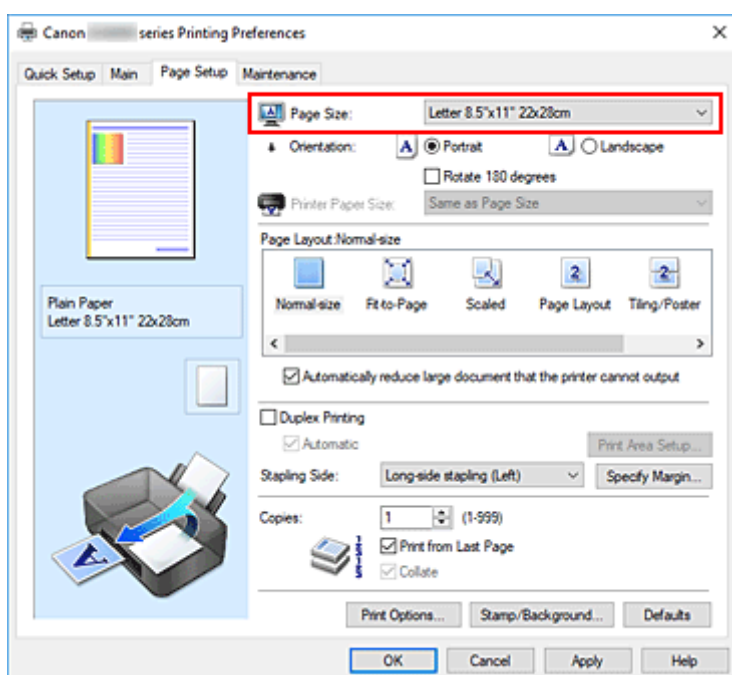 Canon series Printing Preferences
Quick Setup Main Page Setup Maintenance
Page Size: Letter 8.5"x11" 22x28cm
Orientation: A Portrait A Landscape
Rotate 180 degrees
Printer Paper Size: Same as Page Size
Page Layout:Normal-size
Normal-size Fit-to-Page Scaled Page Layout Tiling/Poster
Plain Paper
Letter 8.5"x11" 22x28cm
Automatically reduce large document that the printer cannot output
Duplex Printing
Automatic Print Area Setup...
Stapling Side: Long-side stapling (Left) Specify Margin...
Copies: 1 (1-999)
Print from Last Page
Collate
Print Options... Stamp/Background... Defaults
OK Cancel Apply Help